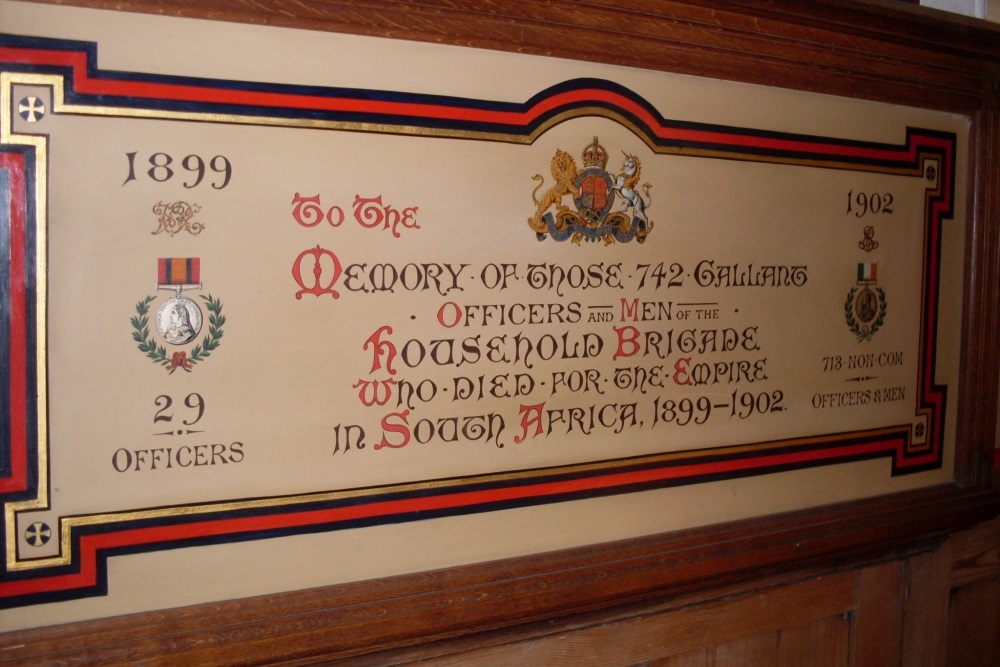 1899
29
OFFICERS
To The
Memory · of · those · 742 · Gallant
· Officers and Men of the ·
Household Brigade
who · died · for · the · Empire
in South Africa, 1899–1902.
1902
713 · NON-COM
OFFICERS & MEN